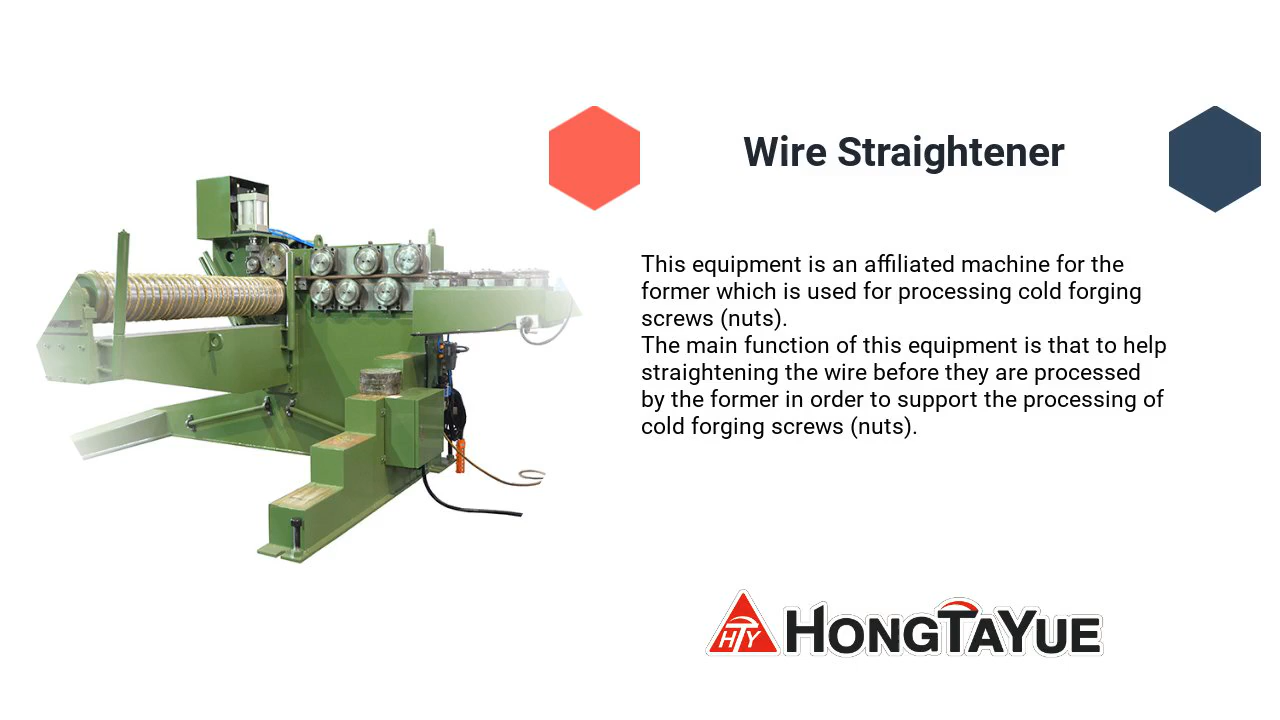 Wire Straightener
This equipment is an affiliated machine for the
former which is used for processing cold forging
screws (nuts).
The main function of this equipment is that to help
straightening the wire before they are processed
by the former in order to support the processing of
cold forging screws (nuts).
HTY HONGTAYUE